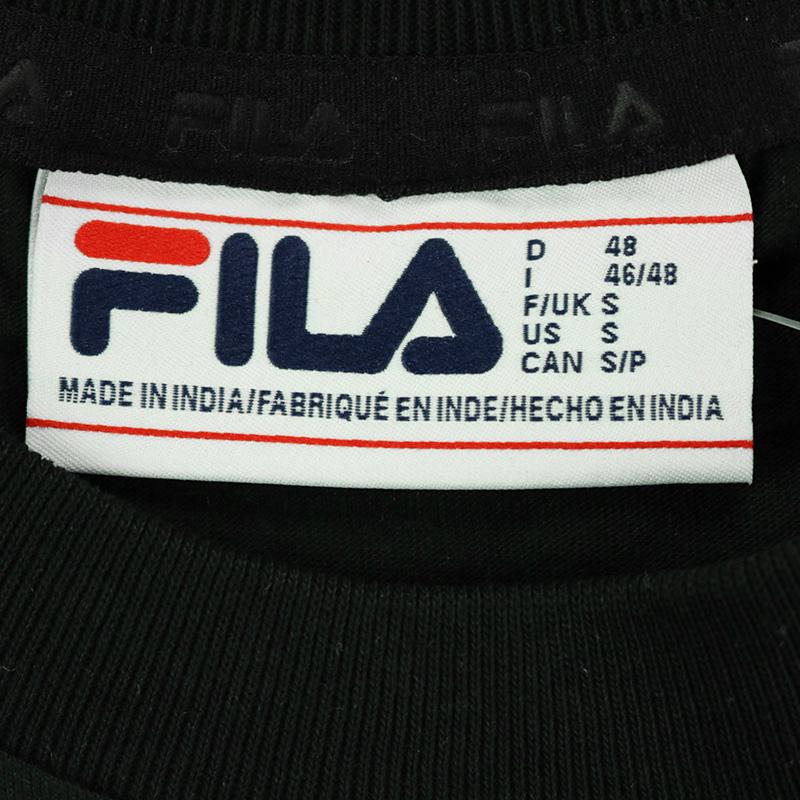 FILA FILA
FILA
D 48
I 46/48
F/UK S
US S
CAN S/P
MADE IN INDIA/FABRIQUÉ EN INDE/HECHO EN INDIA